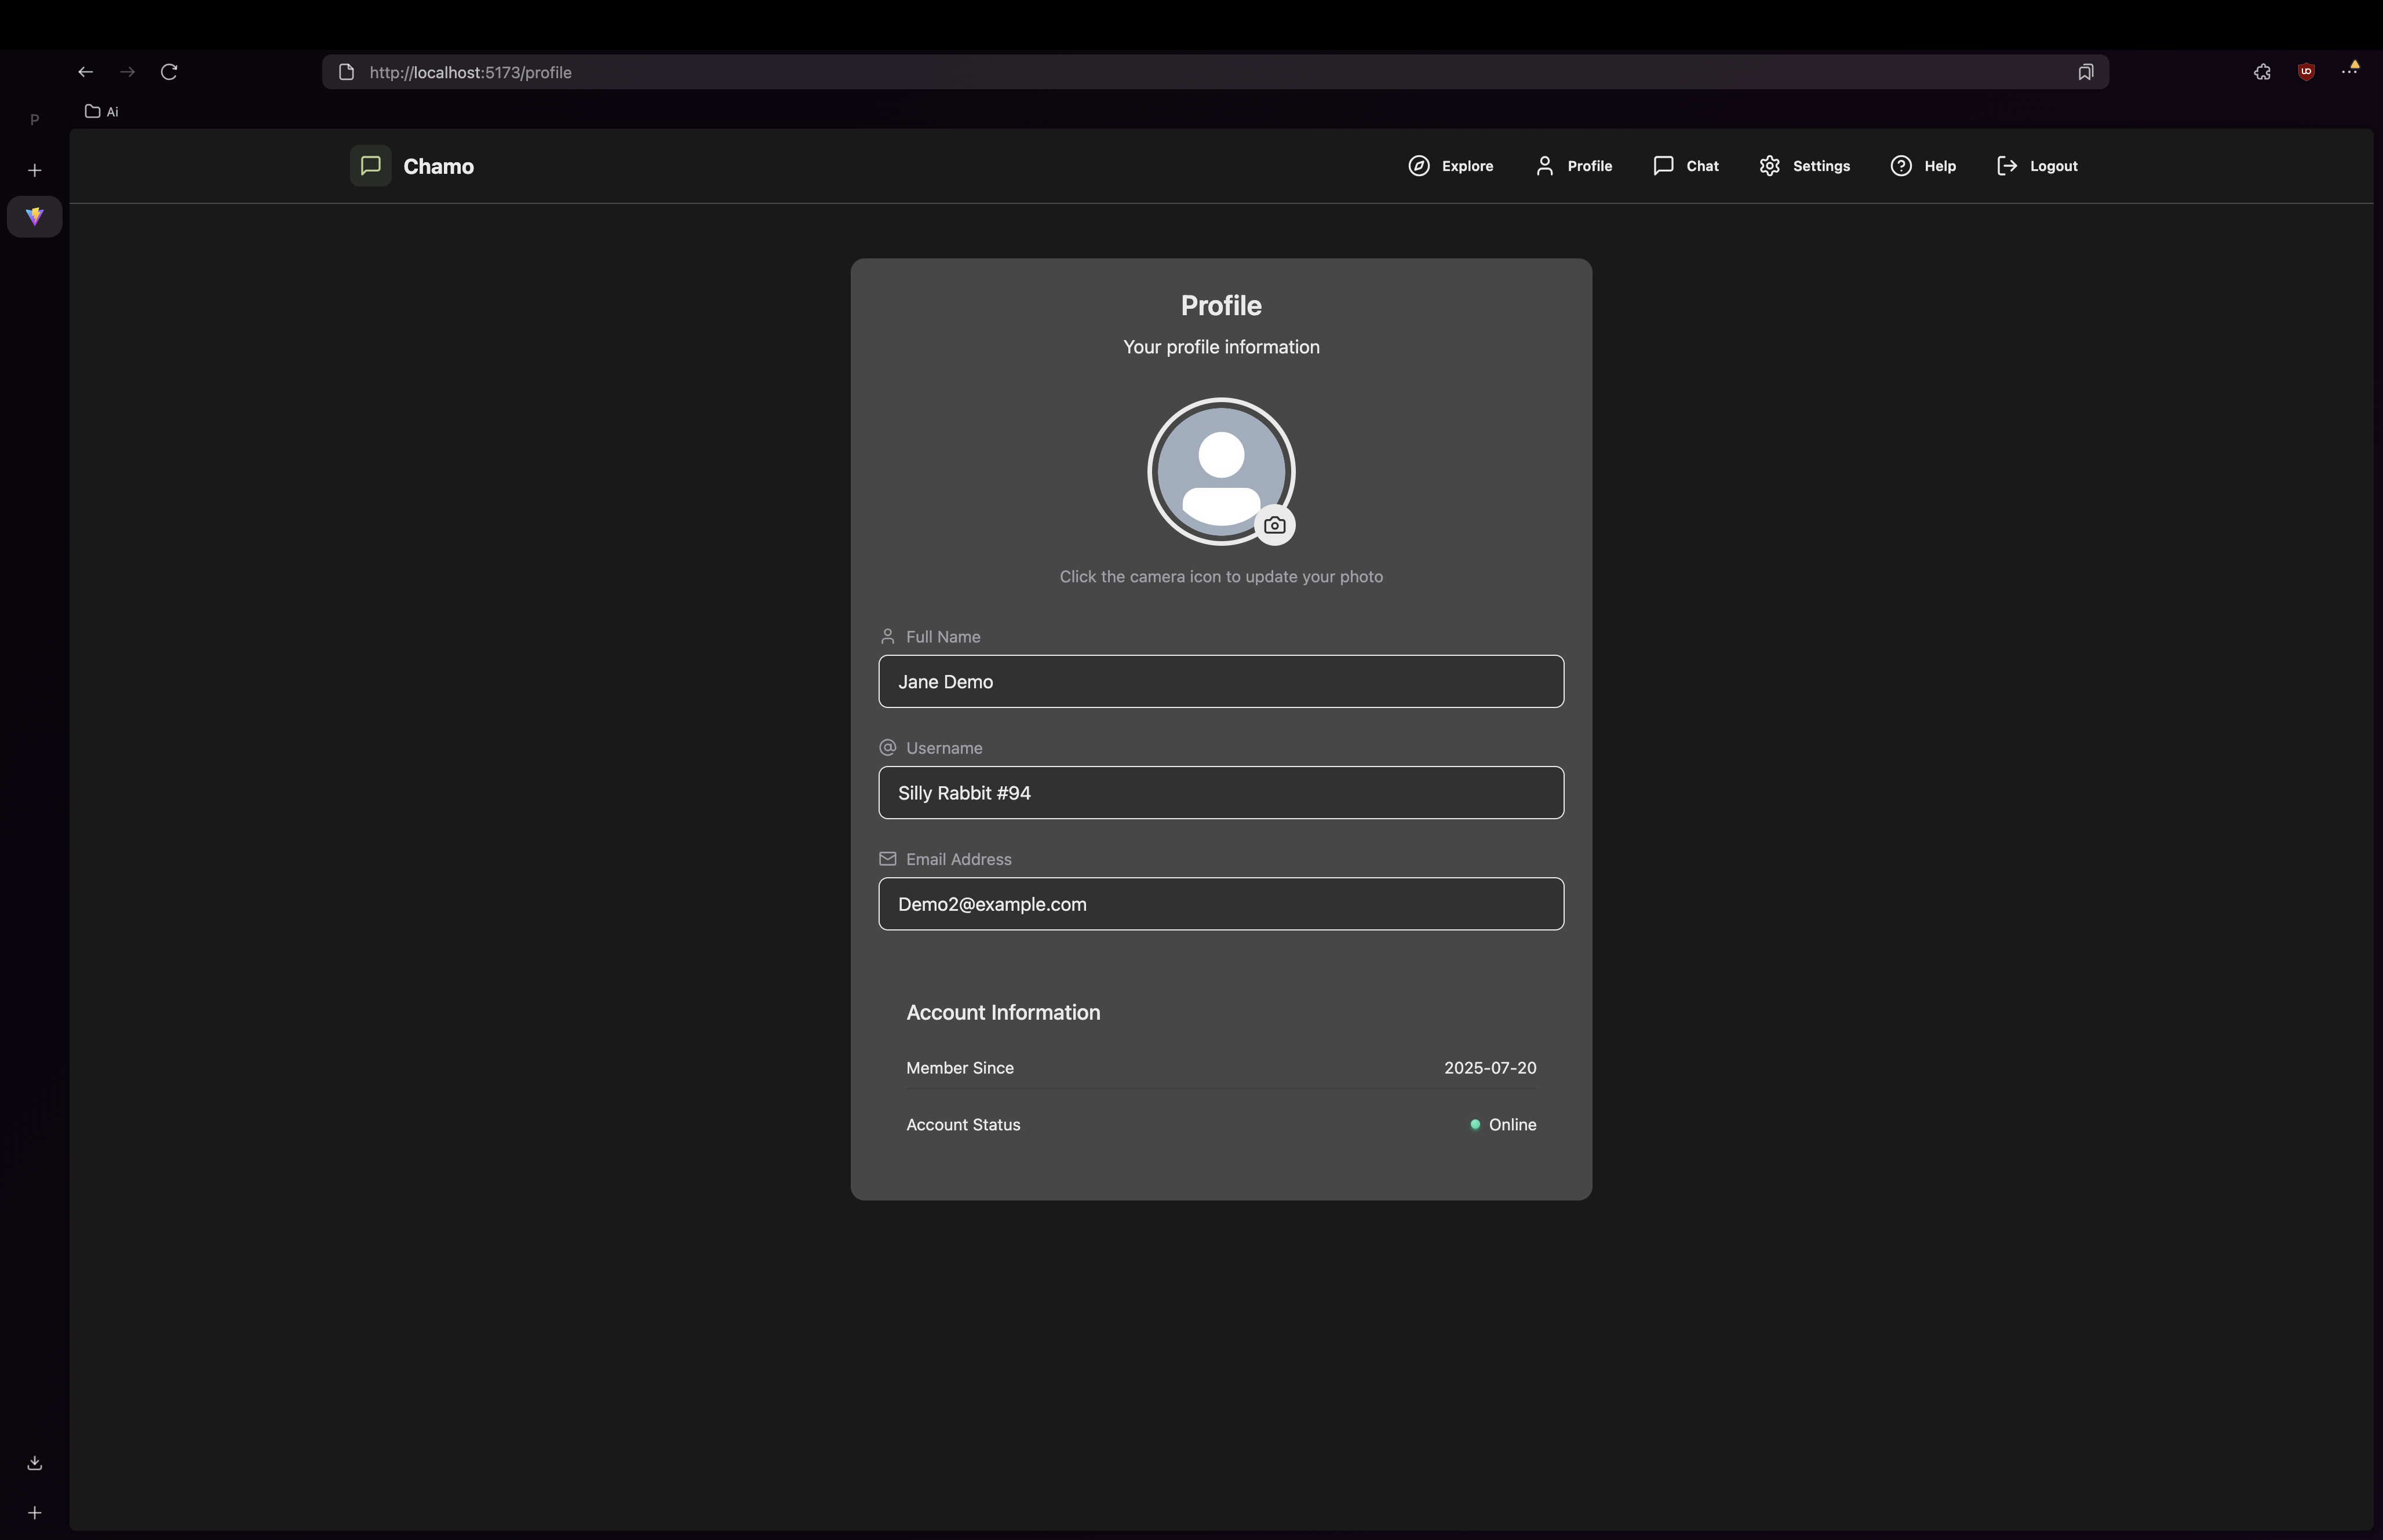 http://localhost:5173/profile
P
Ai
Chamo
Explore
Profile
Chat
Settings
Help
Logout
Profile
Your profile information
Click the camera icon to update your photo
Full Name
Jane Demo
Username
Silly Rabbit #94
Email Address
Demo2@example.com
Account Information
Member Since 2025-07-20
Account Status Online